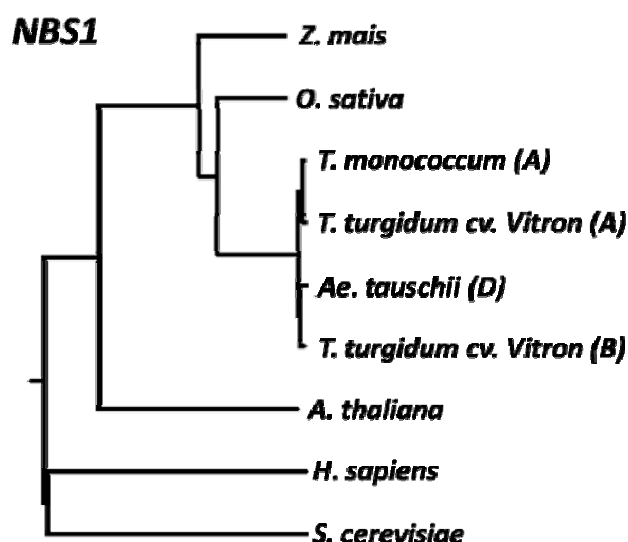 NBS1
Z. mais
O. sativa
T. monococcum (A)
T. turgidum cv. Vitron (A)
Ae. tauschii (D)
T. turgidum cv. Vitron (B)
A. thaliana
H. sapiens
S. cerevisiae